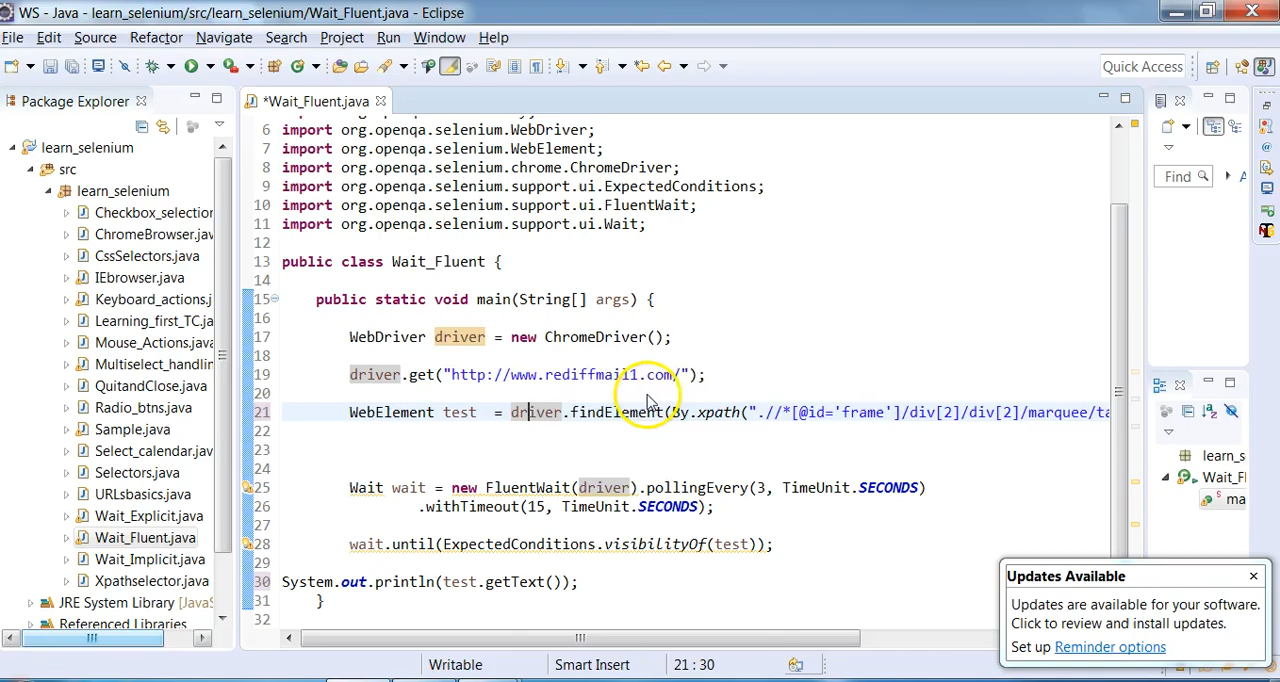 WS - Java - learn_selenium/src/learn_selenium/Wait_Fluent.java - Eclipse
File Edit Source Refactor Navigate Search Project Run Window Help
Quick Access
Package Explorer
*Wait_Fluent.java
learn_selenium
src
learn_selenium
Checkbox_selection
ChromeBrowser.jav
CssSelectors.java
IEbrowser.java
Keyboard_actions.j
Learning_first_TC.ja
Mouse_Actions.java
Multiselect_handlin
QuitandClose.java
Radio_btns.java
Sample.java
Select_calendar.java
Selectors.java
URLsbasics.java
Wait_Explicit.java
Wait_Fluent.java
Wait_Implicit.java
Xpathselector.java
JRE System Library [JavaS
Referenced Libraries
6 import org.openqa.selenium.WebDriver;
7 import org.openqa.selenium.WebElement;
8 import org.openqa.selenium.chrome.ChromeDriver;
9 import org.openqa.selenium.support.ui.ExpectedConditions;
10 import org.openqa.selenium.support.ui.FluentWait;
11 import org.openqa.selenium.support.ui.Wait;
12
13 public class Wait_Fluent {
14
15 public static void main(String[] args) {
16
17 WebDriver driver = new ChromeDriver();
18
19 driver.get("http://www.rediffmail1.com/");
20
21 WebElement test = driver.findElement(By.xpath(".//*[@id='frame']/div[2]/div[2]/marquee/ta
22
23
24
25 Wait wait = new FluentWait(driver).pollingEvery(3, TimeUnit.SECONDS)
26 .withTimeout(15, TimeUnit.SECONDS);
27
28 wait.until(ExpectedConditions.visibilityOf(test));
29
30 System.out.println(test.getText());
31 }
32
Find
learn_s
Wait_Fl
ma
Updates Available
Updates are available for your software.
Click to review and install updates.
Set up Reminder options
Writable Smart Insert 21 : 30